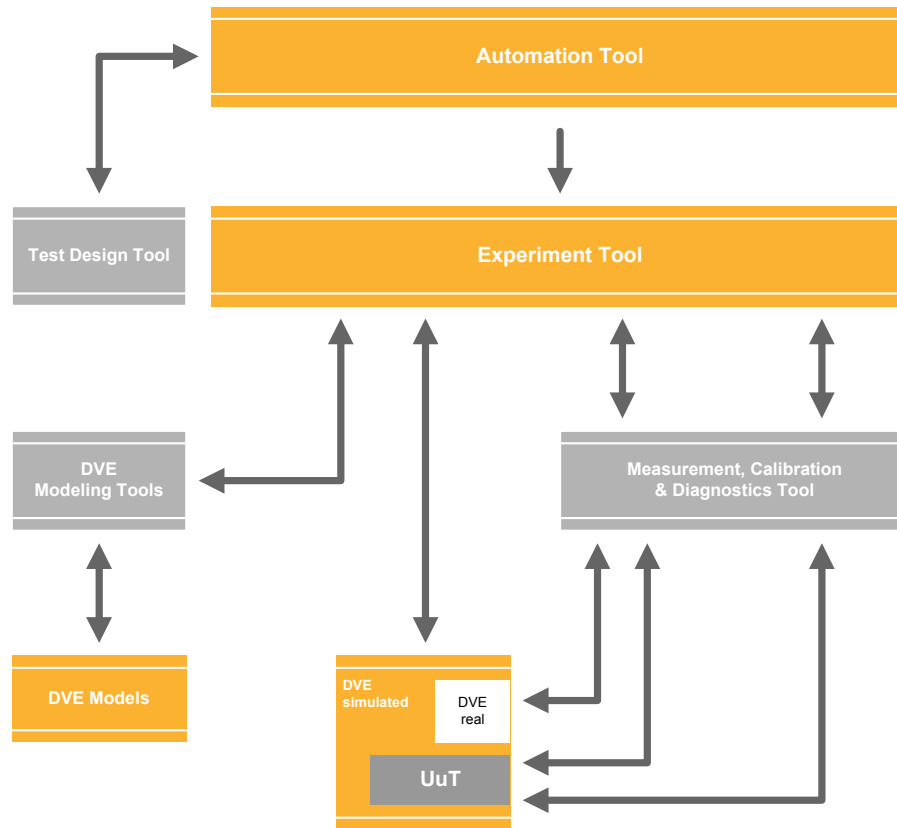 Automation Tool
Test Design Tool
Experiment Tool
DVE
Modeling Tools
Measurement, Calibration
& Diagnostics Tool
DVE Models
DVE
simulated
DVE
real
UuT